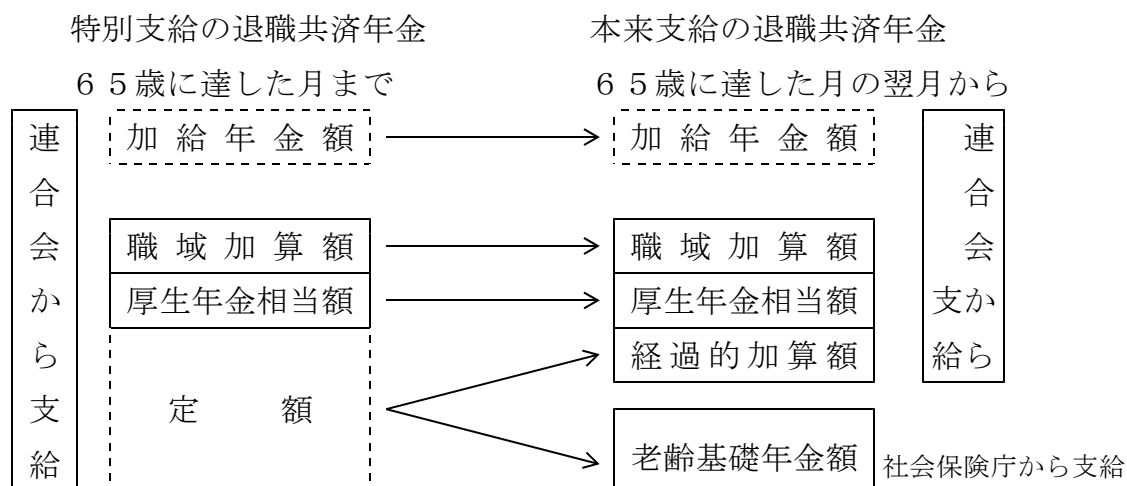 特別支給の退職共済年金
65歳に達した月まで
連合会から支給
加給年金額
職域加算額
厚生年金相当額
定額
本来支給の退職共済年金
65歳に達した月の翌月から
加給年金額
職域加算額
厚生年金相当額
経過的加算額
老齢基礎年金額
連合会から支給
社会保険庁から支給